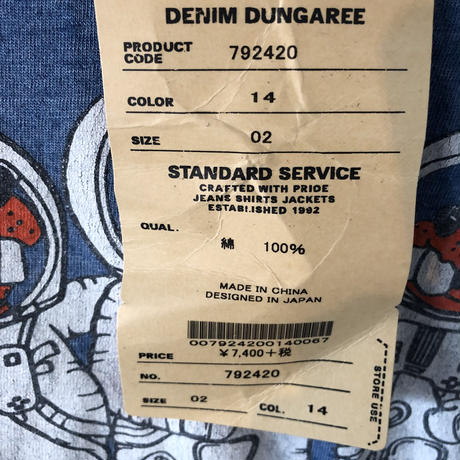 DENIM DUNGAREE
PRODUCT CODE 792420
COLOR 14
SIZE 02
STANDARD SERVICE
CRAFTED WITH PRIDE
JEANS SHIRTS JACKETS
ESTABLISHED 1992
QUAL. 綿 100%
MADE IN CHINA
DESIGNED IN JAPAN
007924200140067
PRICE ¥7,400+税
NO. 792420
SIZE 02 COL. 14
STORE USE